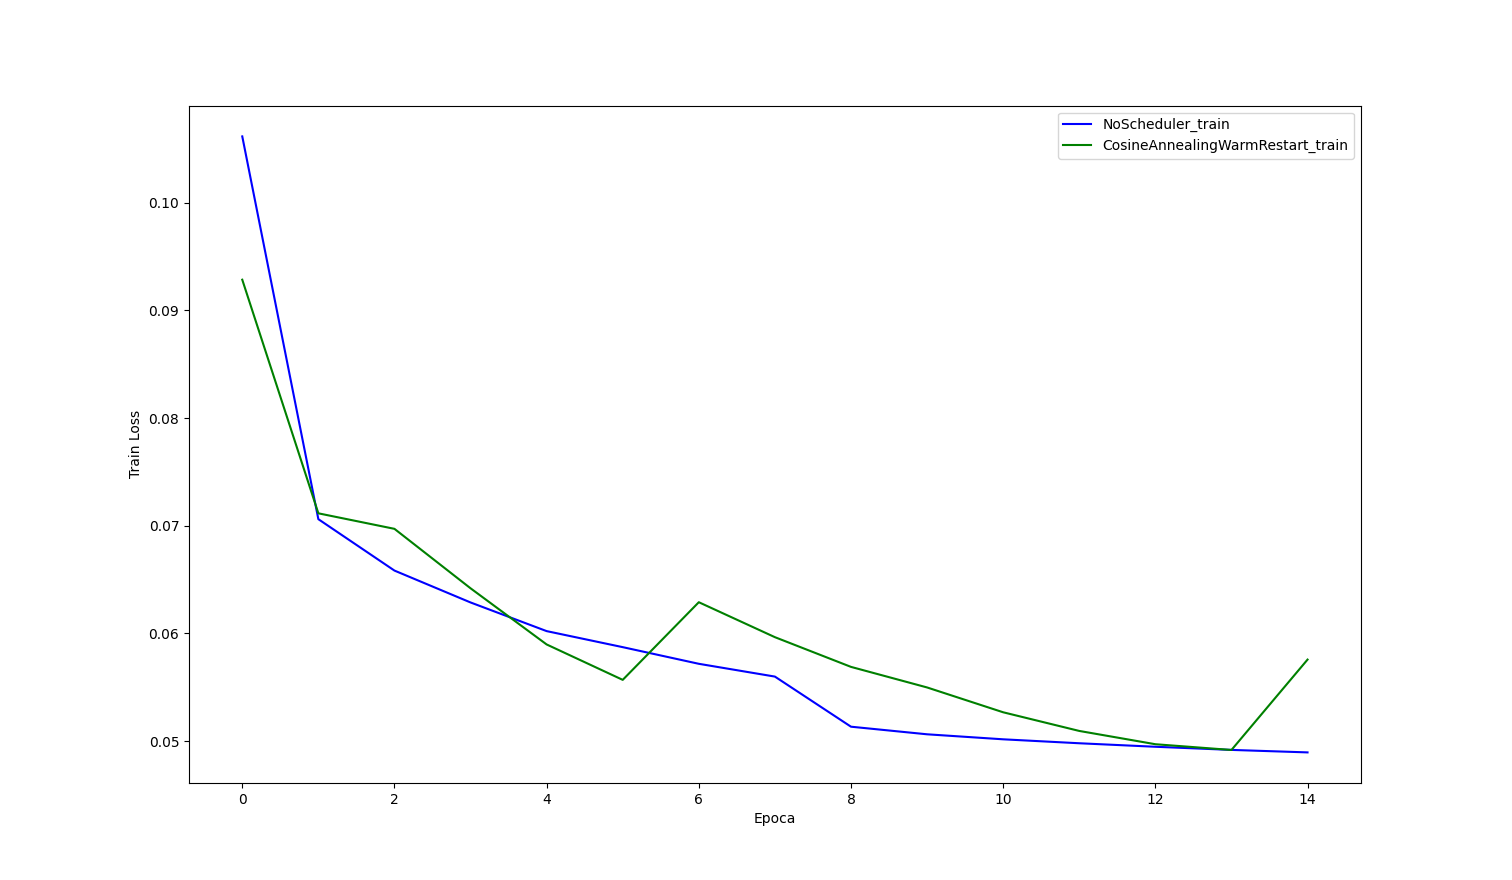 NoScheduler_train
CosineAnnealingWarmRestart_train
0.10
0.09
0.08
0.07
0.06
0.05
Train Loss
0 2 4 6 8 10 12 14
Epoca